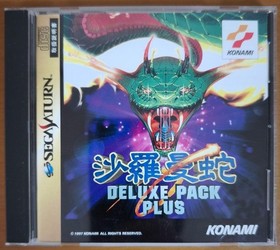 KONAMI
SEGA SATURN
沙羅曼蛇
DELUXE PACK
PLUS
© 1997 KONAMI ALL RIGHTS RESERVED.
KONAMI